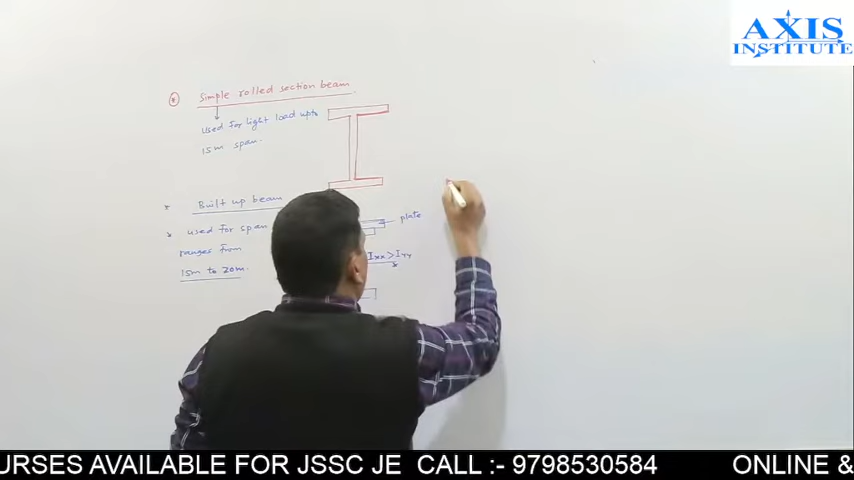 AXIS
INSTITUTE
* Simple rolled section beam.
used for light load upto
15m span.
* Built up beam
* used for span
ranges from
15m to 20m.
plate
Ixx > Iyy
URSES AVAILABLE FOR JSSC JE CALL :- 9798530584 ONLINE &